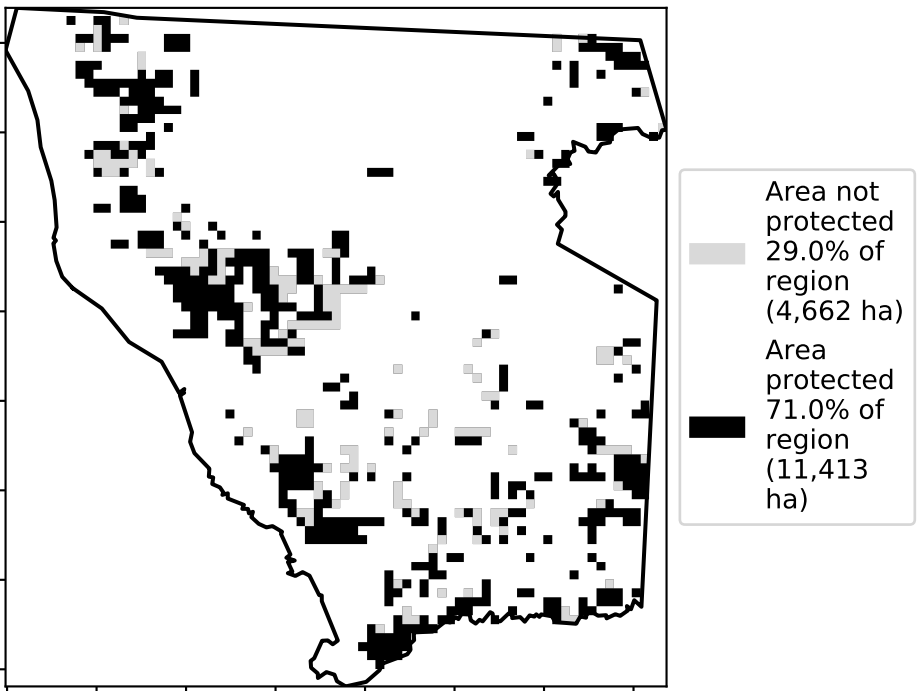 Area not
protected
29.0% of
region
(4,662 ha)
Area
protected
71.0% of
region
(11,413
ha)